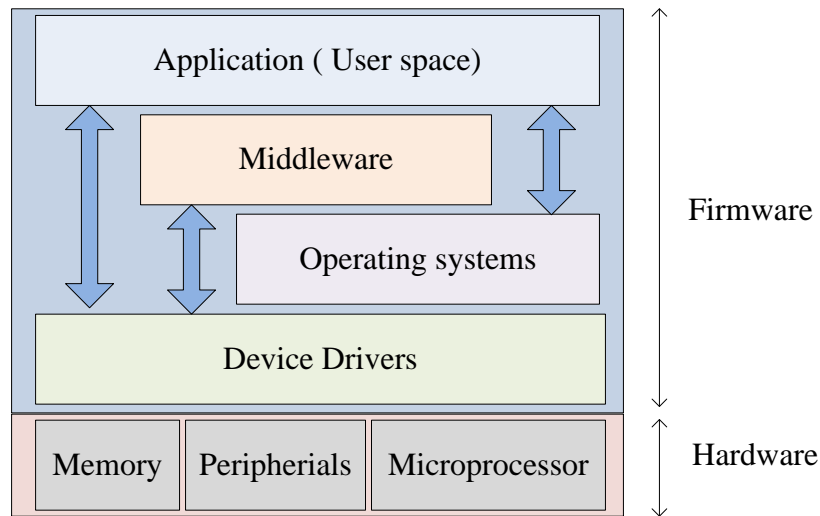 Application ( User space)
Middleware
Firmware
Operating systems
Device Drivers
Memory
Peripherials
Microprocessor
Hardware